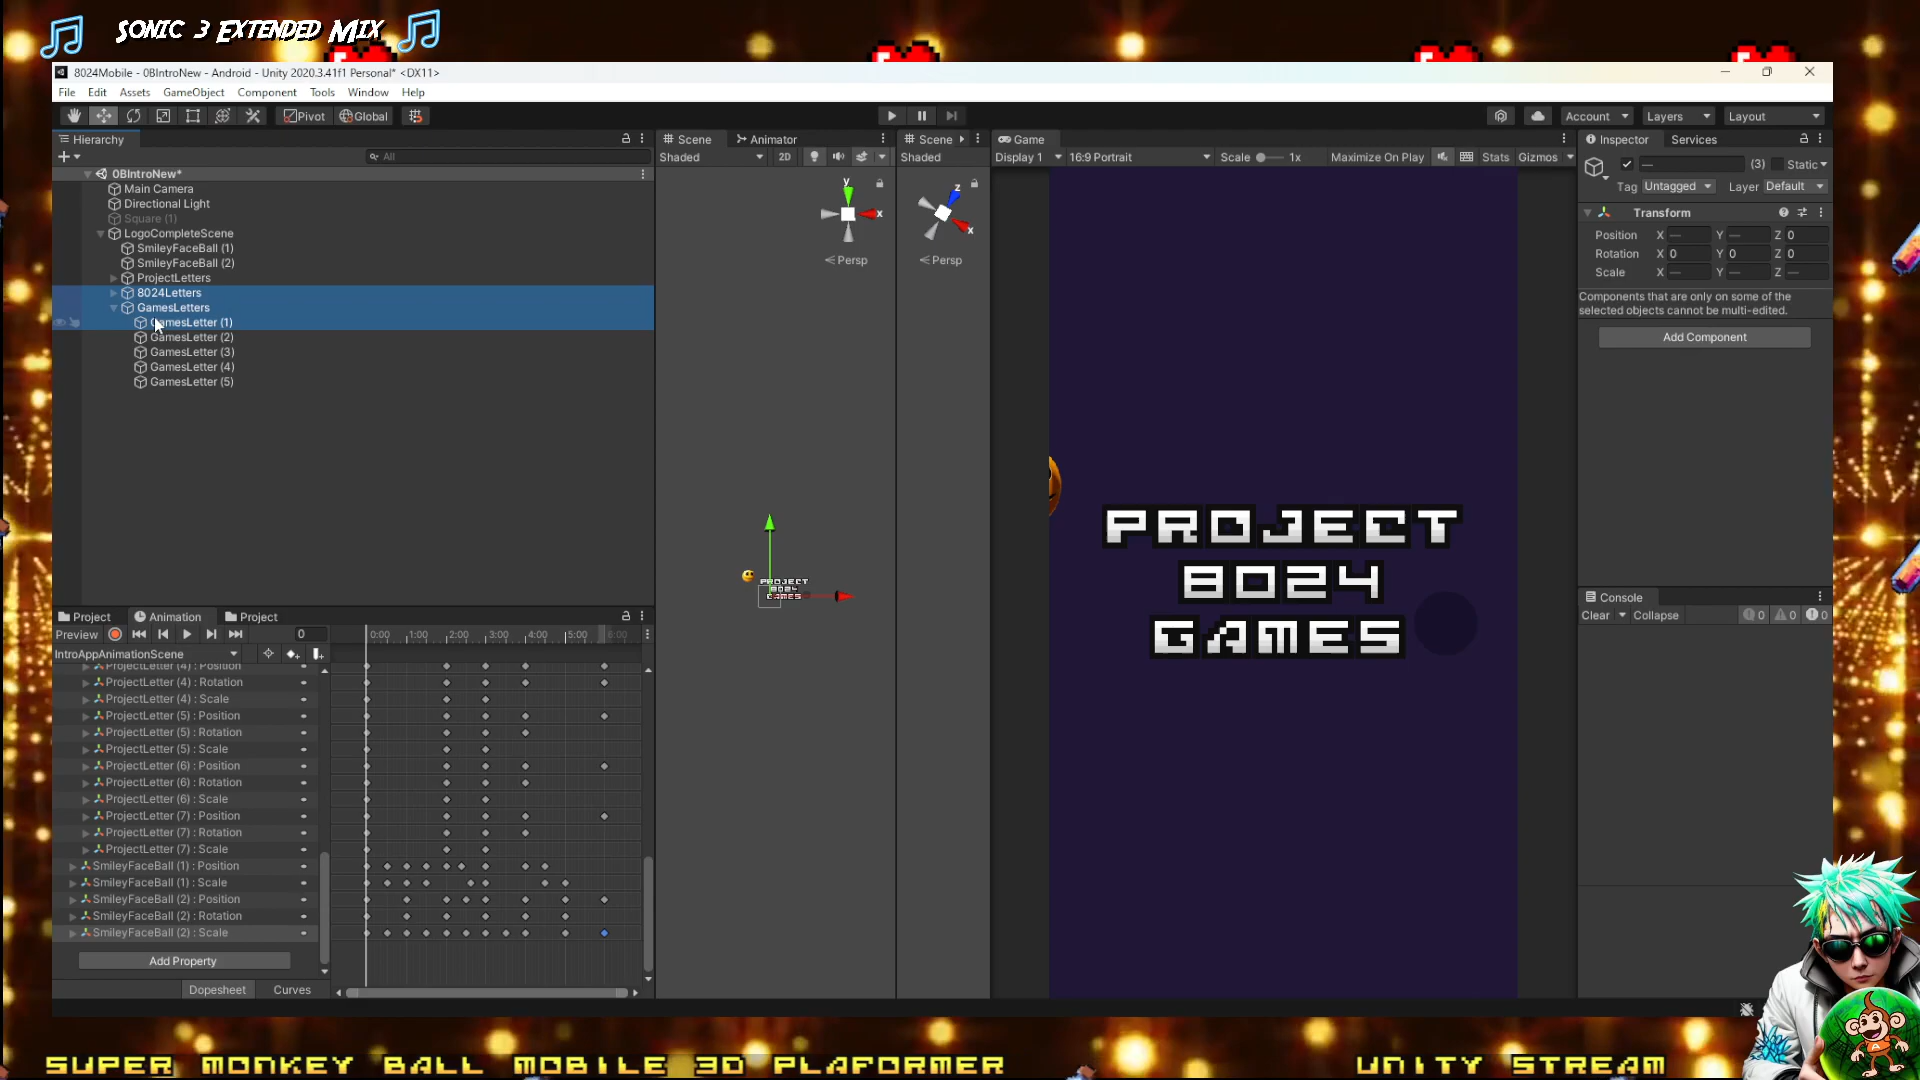 SONIC 3 EXTENDED MIX
8024Mobile - 0BIntroNew - Android - Unity 2020.3.41f1 Personal* <DX11>
File Edit Assets GameObject Component Tools Window Help
Pivot Global Account Layers Layout
Hierarchy
All
0BIntroNew*
Main Camera
Directional Light
Square (1)
LogoCompleteScene
SmileyFaceBall (1)
SmileyFaceBall (2)
ProjectLetters
8024Letters
GamesLetters
GamesLetter (1)
GamesLetter (2)
GamesLetter (3)
GamesLetter (4)
GamesLetter (5)
Scene Animator
Shaded 2D
y
x
Persp
Scene
Shaded
z
x
Persp
Game
Display 1 16:9 Portrait Scale 1x Maximize On Play Stats Gizmos
PROJECT
8024
GAMES
PROJECT
8024
GAMES
Inspector Services
— (3) Static
Tag Untagged Layer Default
Transform
Position X — Y — Z 0
Rotation X 0 Y 0 Z 0
Scale X — Y — Z —
Components that are only on some of the
selected objects cannot be multi-edited.
Add Component
Console
Clear Collapse 0 0 0
Project Animation Project
Preview 0 0:00 1:00 2:00 3:00 4:00 5:00 6:00
IntroAppAnimationScene
ProjectLetter (4) : Position
ProjectLetter (4) : Rotation
ProjectLetter (4) : Scale
ProjectLetter (5) : Position
ProjectLetter (5) : Rotation
ProjectLetter (5) : Scale
ProjectLetter (6) : Position
ProjectLetter (6) : Rotation
ProjectLetter (6) : Scale
ProjectLetter (7) : Position
ProjectLetter (7) : Rotation
ProjectLetter (7) : Scale
SmileyFaceBall (1) : Position
SmileyFaceBall (1) : Scale
SmileyFaceBall (2) : Position
SmileyFaceBall (2) : Rotation
SmileyFaceBall (2) : Scale
Add Property
Dopesheet Curves
SUPER MONKEY BALL MOBILE 3D PLAFORMER
UNITY STREAM